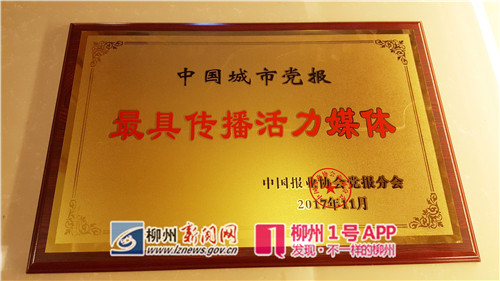 中国城市党报
最具传播活力媒体
中国报业协会党报分会
2017年11月
柳州新闻网
www.lznews.gov.cn
柳州1号APP
发现·不一样的柳州